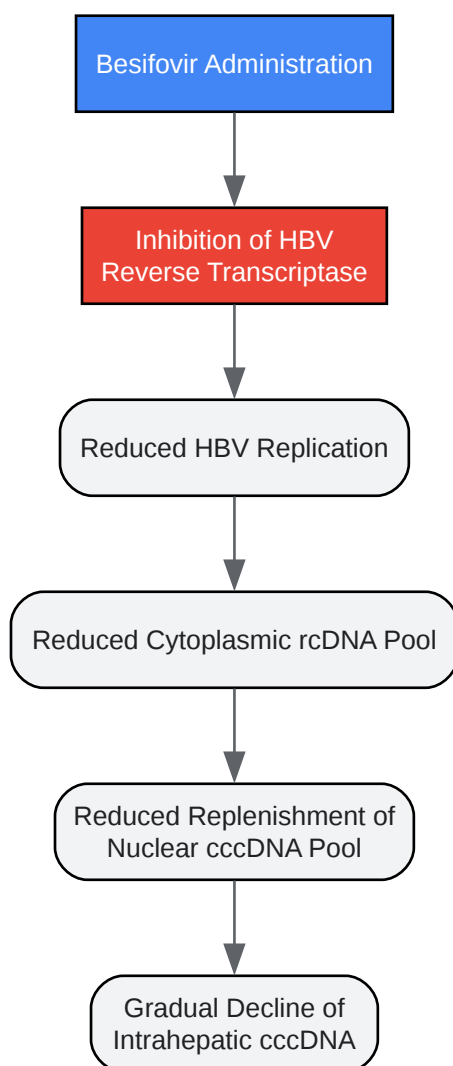 Besifovir Administration
Inhibition of HBV
Reverse Transcriptase
Reduced HBV Replication
Reduced Cytoplasmic rcDNA Pool
Reduced Replenishment of
Nuclear cccDNA Pool
Gradual Decline of
Intrahepatic cccDNA